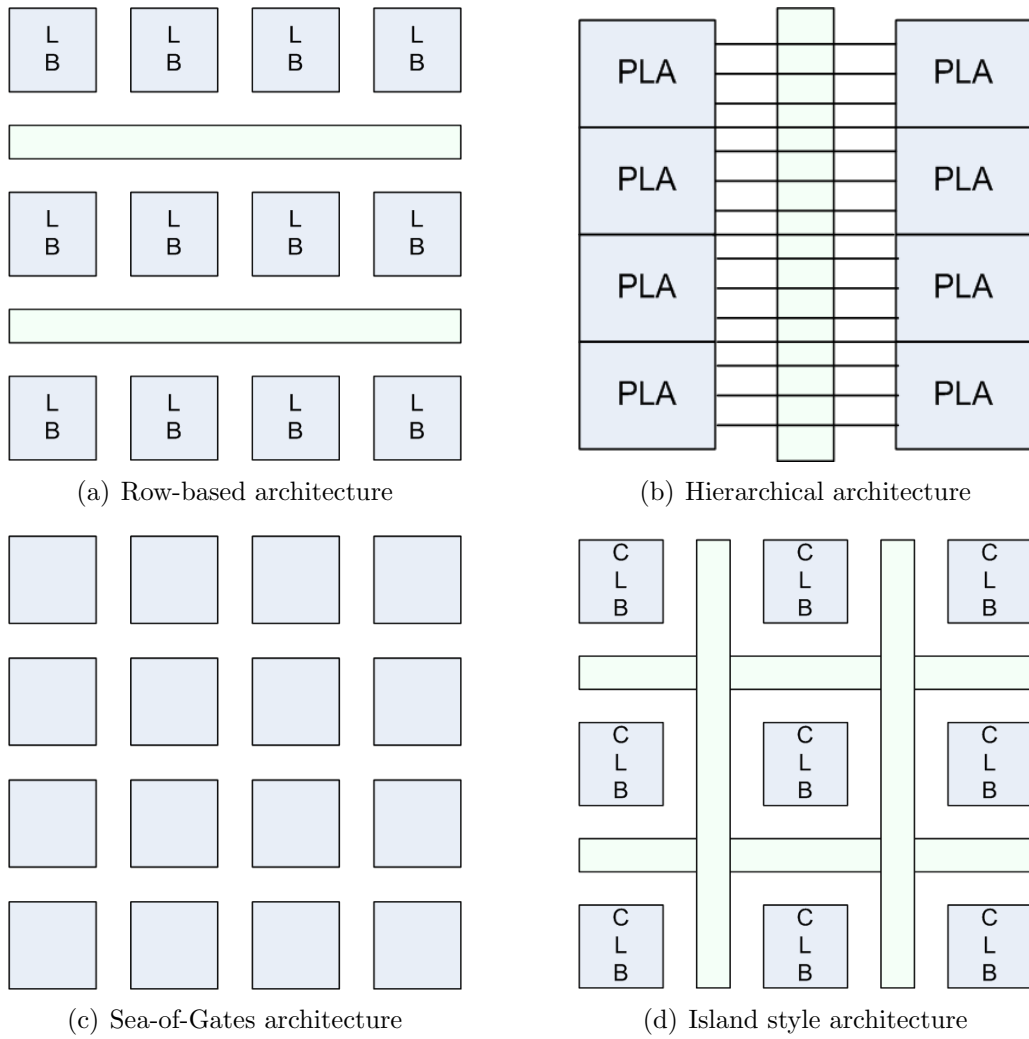 L L L L
B B B B
L L L L
B B B B
L L L L
B B B B
(a) Row-based architecture
PLA PLA
PLA PLA
PLA PLA
PLA PLA
(b) Hierarchical architecture
(c) Sea-of-Gates architecture
C C C
L L L
B B B
C C C
L L L
B B B
C C C
L L L
B B B
(d) Island style architecture